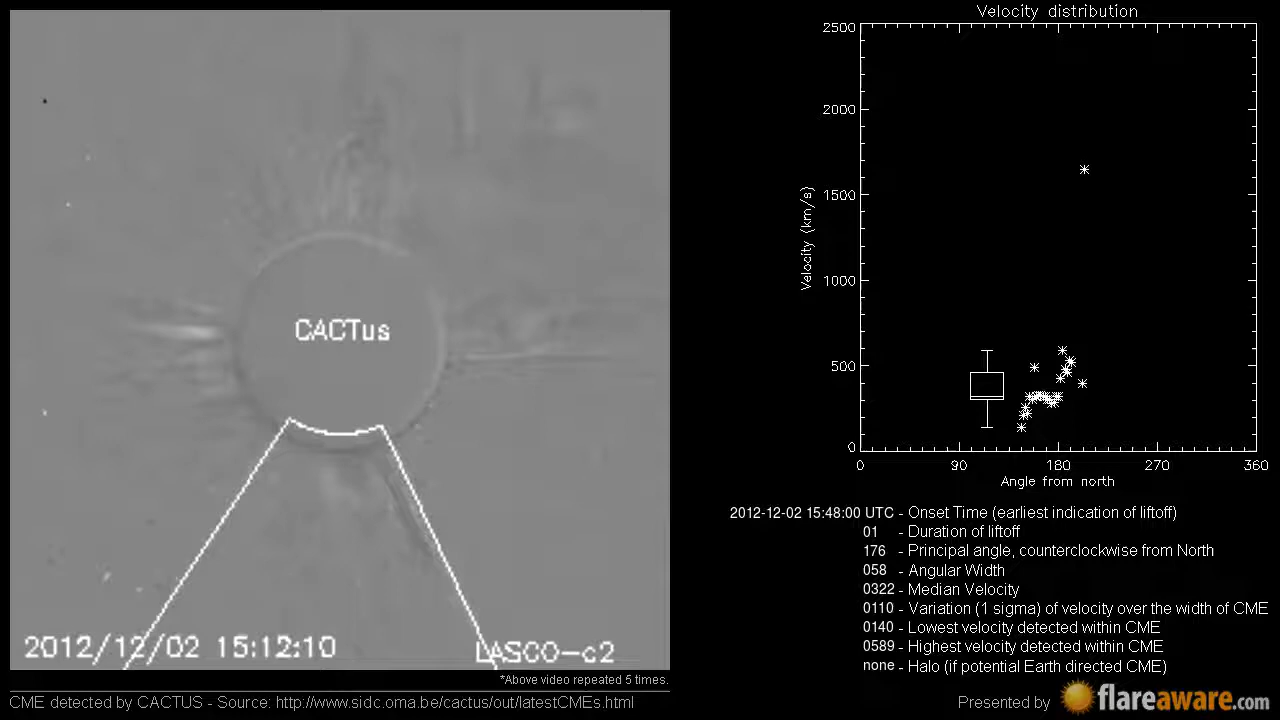 CACTus
2012/12/02 15:12:10
LASCO-c2
*Above video repeated 5 times.
CME detected by CACTUS - Source: http://www.sidc.oma.be/cactus/out/latestCMEs.html
Velocity distribution
2500
2000
1500
1000
500
0
Velocity (km/s)
0 90 180 270 360
Angle from north
2012-12-02 15:48:00 UTC - Onset Time (earliest indication of liftoff)
01 - Duration of liftoff
176 - Principal angle, counterclockwise from North
058 - Angular Width
0322 - Median Velocity
0110 - Variation (1 sigma) of velocity over the width of CME
0140 - Lowest velocity detected within CME
0589 - Highest velocity detected within CME
none - Halo (if potential Earth directed CME)
Presented by flareaware.com